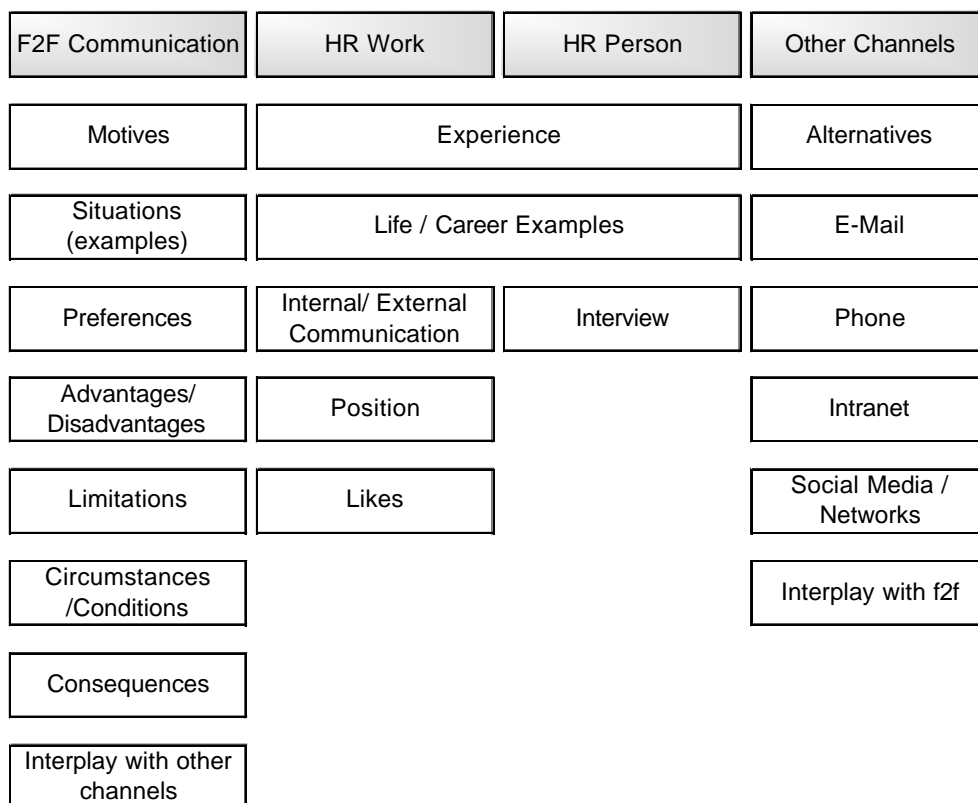 F2F Communication
HR Work
HR Person
Other Channels
Motives
Experience
Alternatives
Situations
(examples)
Life / Career Examples
E-Mail
Preferences
Internal/ External
Communication
Interview
Phone
Advantages/
Disadvantages
Position
Intranet
Limitations
Likes
Social Media /
Networks
Circumstances
/Conditions
Interplay with f2f
Consequences
Interplay with other
channels